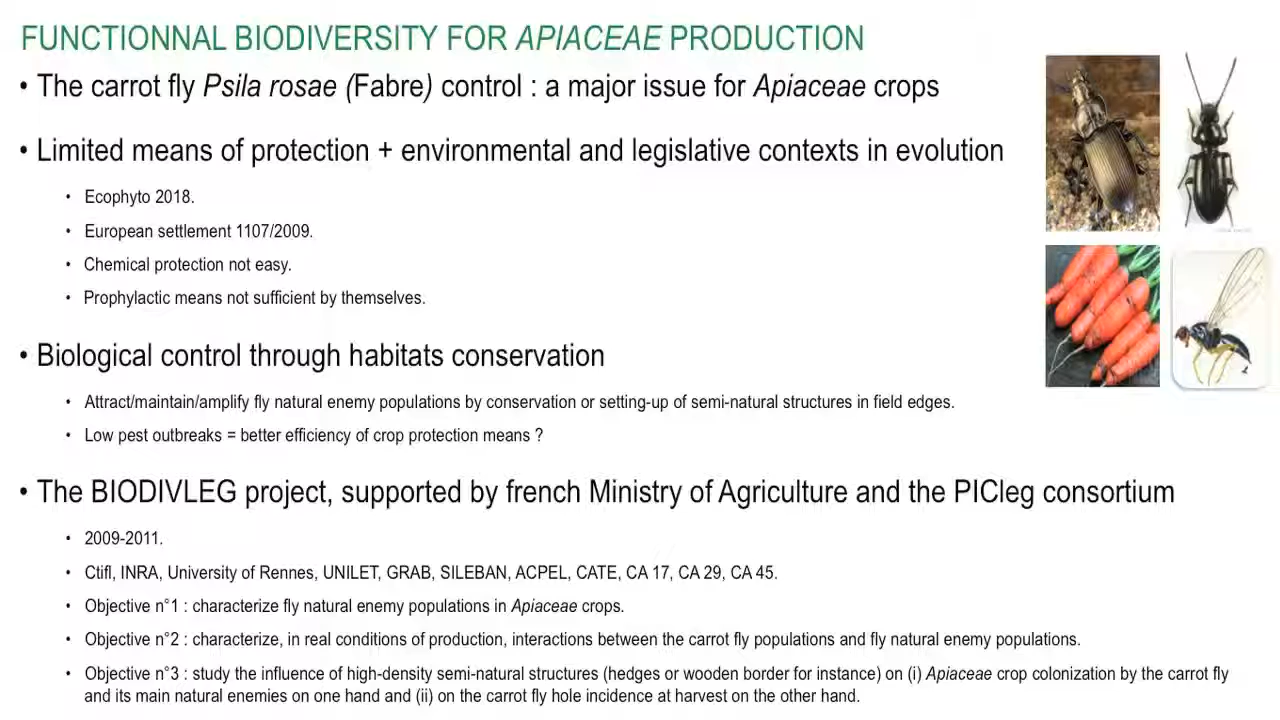 FUNCTIONNAL BIODIVERSITY FOR APIACEAE PRODUCTION
• The carrot fly Psila rosae (Fabre) control : a major issue for Apiaceae crops
• Limited means of protection + environmental and legislative contexts in evolution
• Ecophyto 2018.
• European settlement 1107/2009.
• Chemical protection not easy.
• Prophylactic means not sufficient by themselves.
• Biological control through habitats conservation
• Attract/maintain/amplify fly natural enemy populations by conservation or setting-up of semi-natural structures in field edges.
• Low pest outbreaks = better efficiency of crop protection means ?
• The BIODIVLEG project, supported by french Ministry of Agriculture and the PICleg consortium
• 2009-2011.
• Ctifl, INRA, University of Rennes, UNILET, GRAB, SILEBAN, ACPEL, CATE, CA 17, CA 29, CA 45.
• Objective n°1 : characterize fly natural enemy populations in Apiaceae crops.
• Objective n°2 : characterize, in real conditions of production, interactions between the carrot fly populations and fly natural enemy populations.
• Objective n°3 : study the influence of high-density semi-natural structures (hedges or wooden border for instance) on (i) Apiaceae crop colonization by the carrot fly
and its main natural enemies on one hand and (ii) on the carrot fly hole incidence at harvest on the other hand.